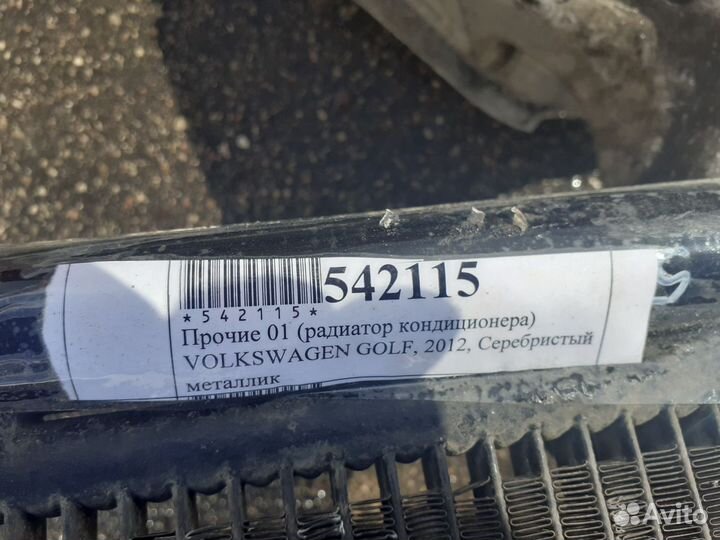 542115
*542115*
Прочие 01 (радиатор кондиционера)
VOLKSWAGEN GOLF, 2012, Серебристый
металлик
Avito